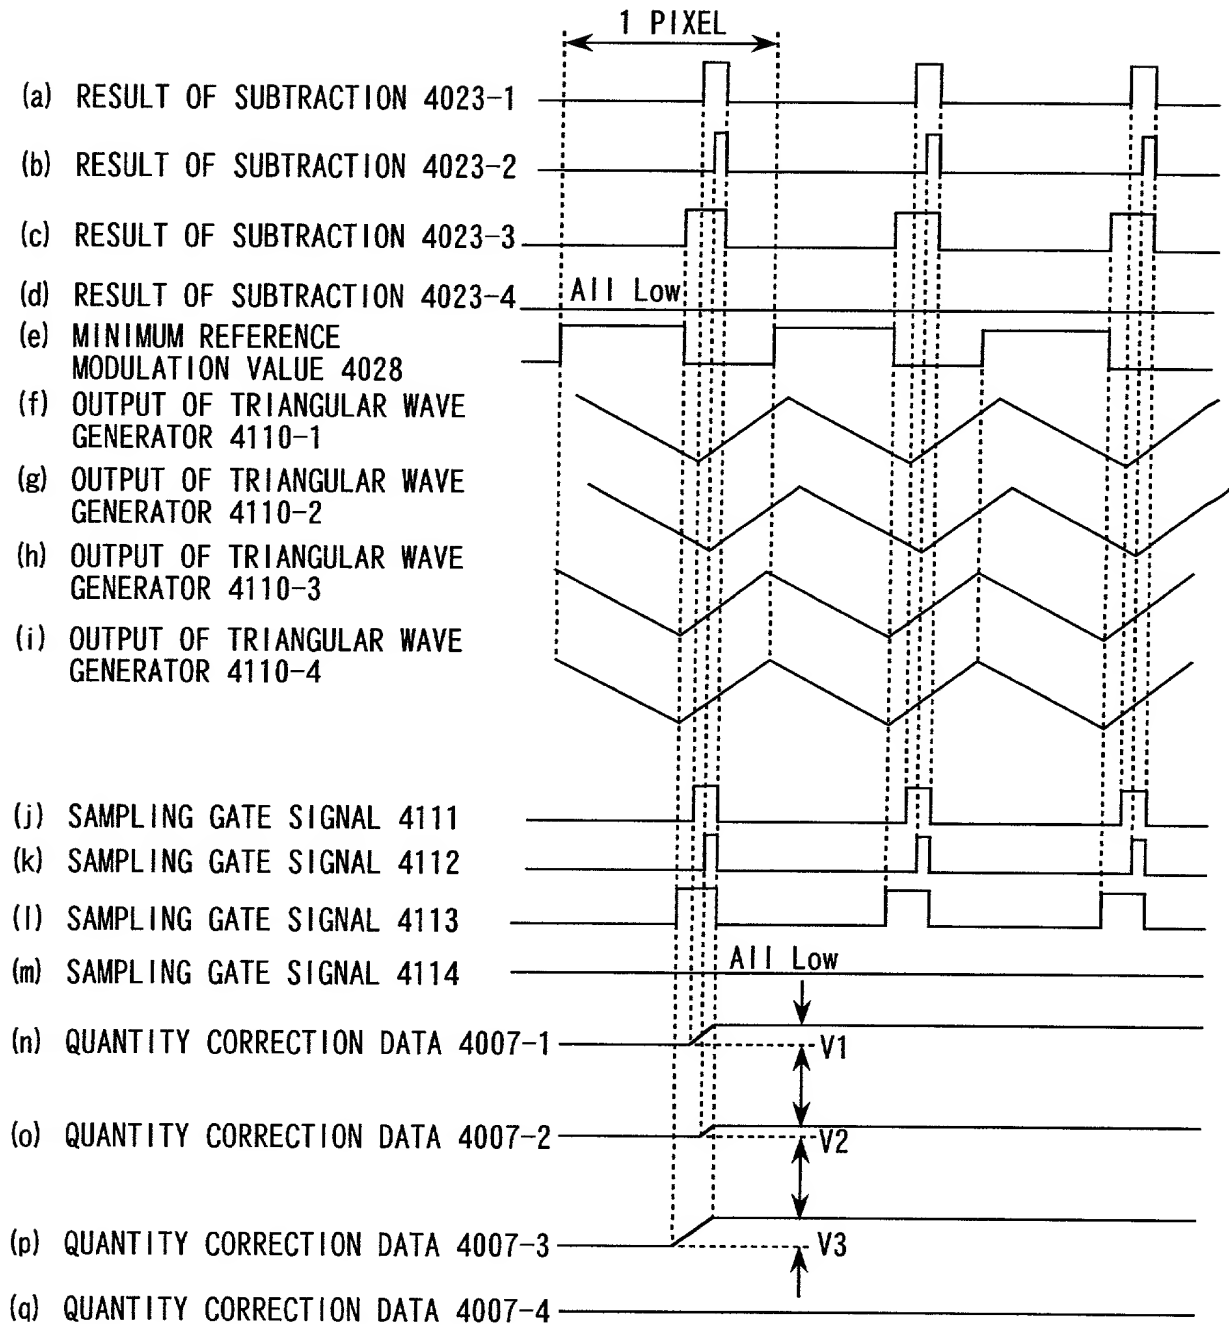 1 PIXEL
(a) RESULT OF SUBTRACTION 4023-1
(b) RESULT OF SUBTRACTION 4023-2
(c) RESULT OF SUBTRACTION 4023-3
(d) RESULT OF SUBTRACTION 4023-4
All Low
(e) MINIMUM REFERENCE
MODULATION VALUE 4028
(f) OUTPUT OF TRIANGULAR WAVE
GENERATOR 4110-1
(g) OUTPUT OF TRIANGULAR WAVE
GENERATOR 4110-2
(h) OUTPUT OF TRIANGULAR WAVE
GENERATOR 4110-3
(i) OUTPUT OF TRIANGULAR WAVE
GENERATOR 4110-4
(j) SAMPLING GATE SIGNAL 4111
(k) SAMPLING GATE SIGNAL 4112
(l) SAMPLING GATE SIGNAL 4113
(m) SAMPLING GATE SIGNAL 4114
All Low
(n) QUANTITY CORRECTION DATA 4007-1
V1
(o) QUANTITY CORRECTION DATA 4007-2
V2
(p) QUANTITY CORRECTION DATA 4007-3
V3
(q) QUANTITY CORRECTION DATA 4007-4